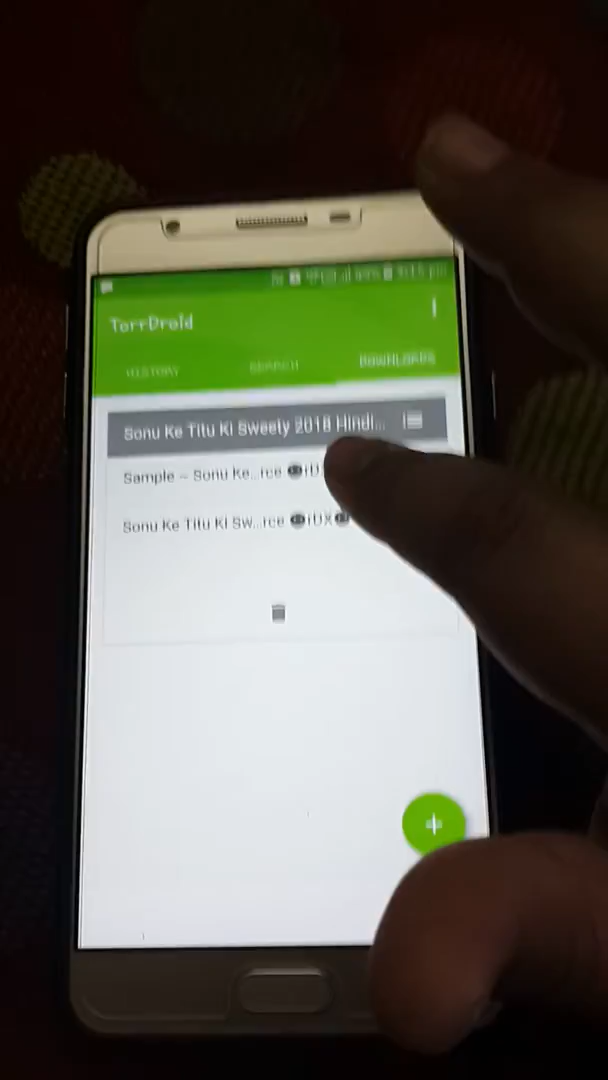 TorrDroid
HISTORY SEARCH DOWNLOADS
Sonu Ke Titu Ki Sweety 2018 Hindi...
Sample - Sonu Ke...rce
Sonu Ke Titu Ki Sw...rce
+